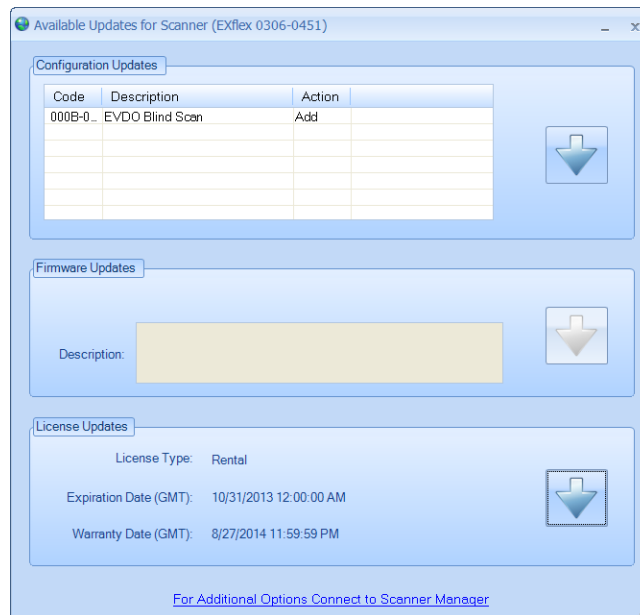 Available Updates for Scanner (EXflex 0306-0451)
Configuration Updates
Code Description Action
000B-0... EVDO Blind Scan Add
Firmware Updates
Description:
License Updates
License Type: Rental
Expiration Date (GMT): 10/31/2013 12:00:00 AM
Warranty Date (GMT): 8/27/2014 11:59:59 PM
For Additional Options Connect to Scanner Manager